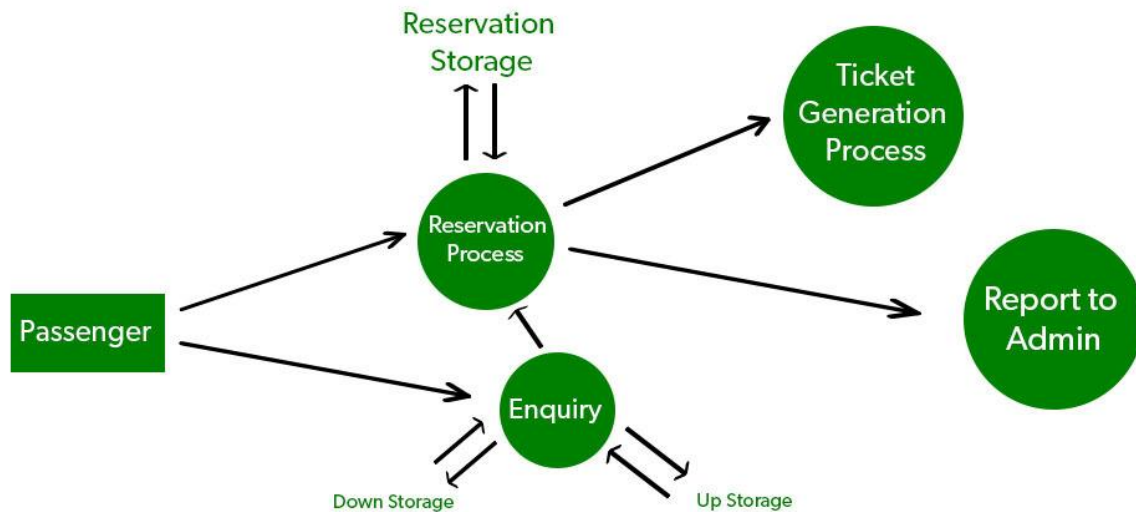 Reservation
Storage
Ticket
Generation
Process
Reservation
Process
Passenger
Report to
Admin
Enquiry
Down Storage
Up Storage